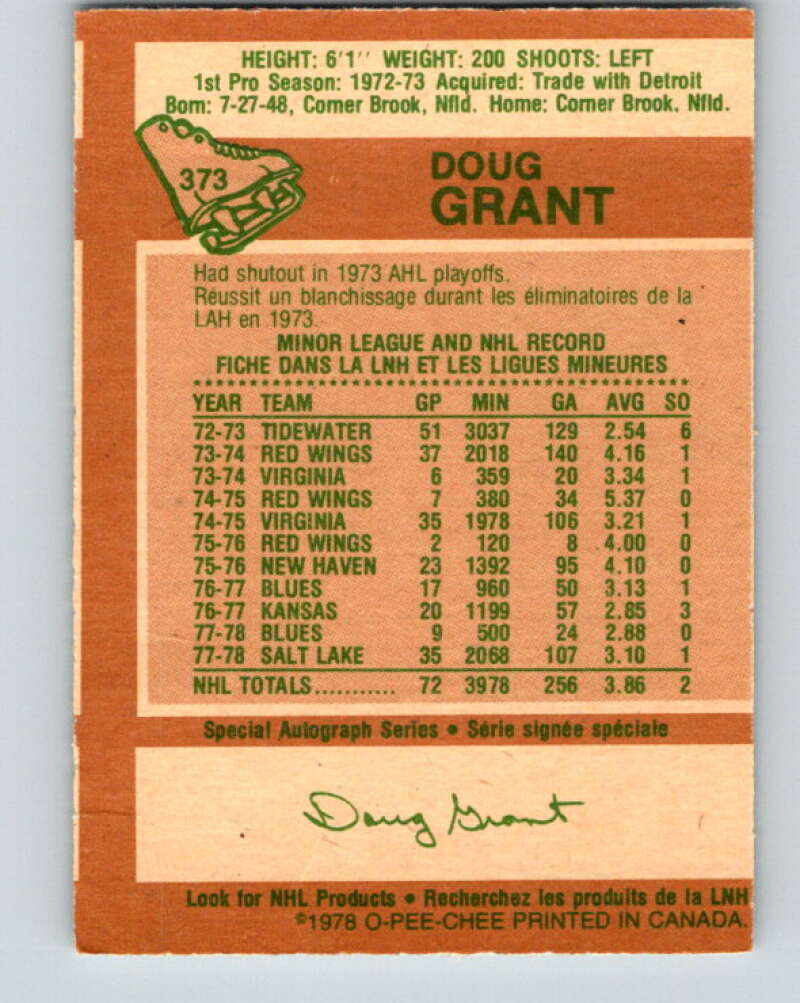 HEIGHT: 6'1'' WEIGHT: 200 SHOOTS: LEFT
1st Pro Season: 1972-73 Acquired: Trade with Detroit
Born: 7-27-48, Corner Brook, Nfld. Home: Corner Brook, Nfld.
373
DOUG
GRANT
Had shutout in 1973 AHL playoffs.
Réussit un blanchissage durant les éliminatoires de la
LAH en 1973.
MINOR LEAGUE AND NHL RECORD
FICHE DANS LA LNH ET LES LIGUES MINEURES
YEAR TEAM GP MIN GA AVG SO
72-73 TIDEWATER 51 3037 129 2.54 6
73-74 RED WINGS 37 2018 140 4.16 1
73-74 VIRGINIA 6 359 20 3.34 1
74-75 RED WINGS 7 380 34 5.37 0
74-75 VIRGINIA 35 1978 106 3.21 1
75-76 RED WINGS 2 120 8 4.00 0
75-76 NEW HAVEN 23 1392 95 4.10 0
76-77 BLUES 17 960 50 3.13 1
76-77 KANSAS 20 1199 57 2.85 3
77-78 BLUES 9 500 24 2.88 0
77-78 SALT LAKE 35 2068 107 3.10 1
NHL TOTALS............ 72 3978 256 3.86 2
Special Autograph Series • Série signée spéciale
Doug Grant
Look for NHL Products • Recherchez les produits de la LNH
©1978 O-PEE-CHEE PRINTED IN CANADA.